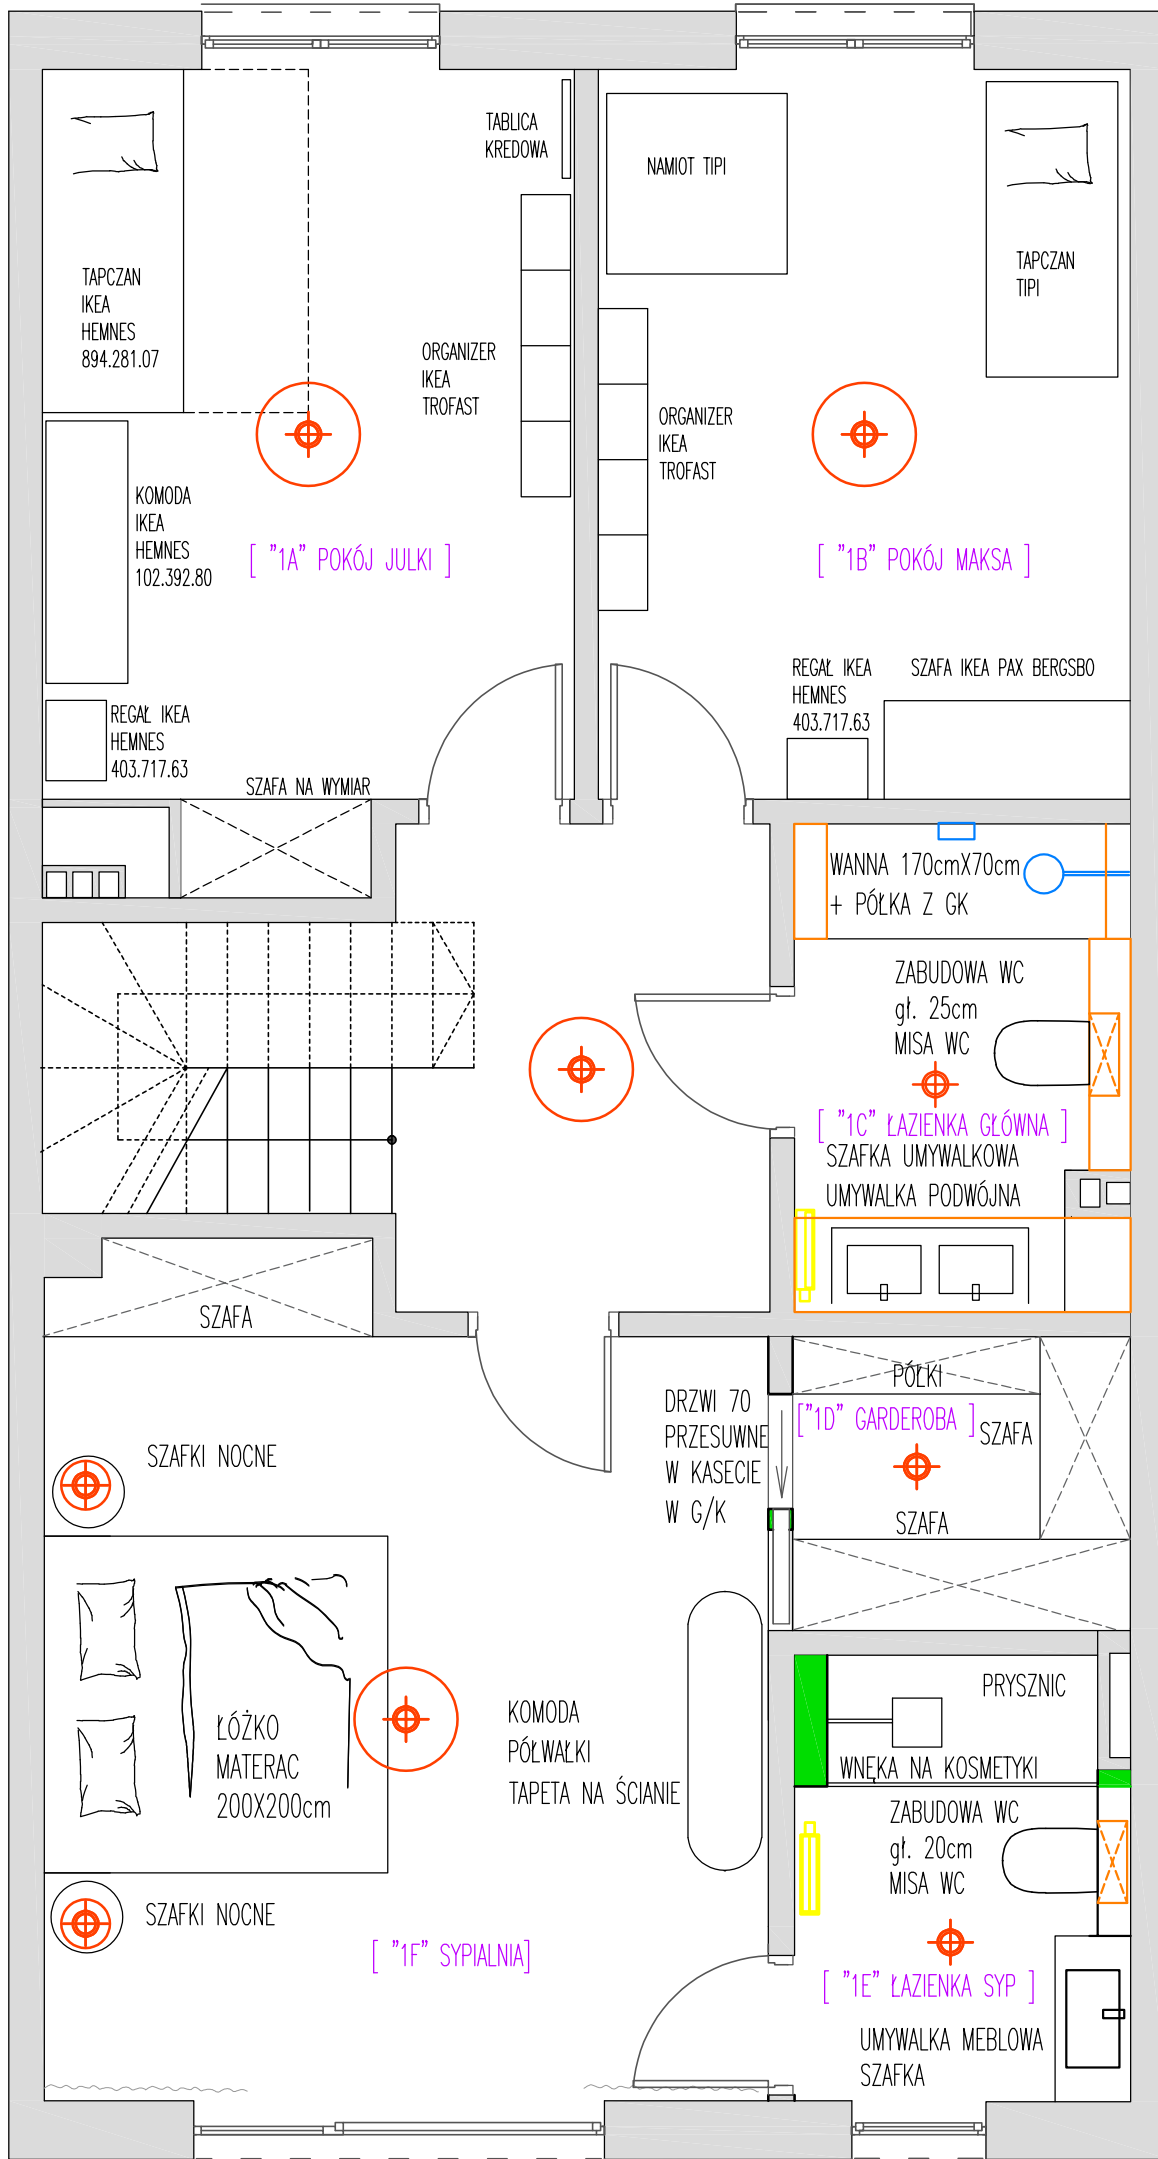 TABLICA
KREDOWA
NAMIOT TIPI
TAPCZAN
TIPI
TAPCZAN
IKEA
HEMNES
894.281.07
ORGANIZER
IKEA
TROFAST
ORGANIZER
IKEA
TROFAST
KOMODA
IKEA
HEMNES
102.392.80
[ "1A" POKÓJ JULKI ]
[ "1B" POKÓJ MAKSA ]
REGAŁ IKEA
HEMNES
403.717.63
SZAFA IKEA PAX BERGSBO
REGAŁ IKEA
HEMNES
403.717.63
SZAFA NA WYMIAR
WANNA 170cmX70cm
+ PÓŁKA Z GK
ZABUDOWA WC
gł. 25cm
MISA WC
[ "1C" ŁAZIENKA GŁÓWNA ]
SZAFKA UMYWALKOWA
UMYWALKA PODWÓJNA
SZAFA
PÓŁKI
["1D" GARDEROBA ]
SZAFA
SZAFA
DRZWI 70
PRZESUWNE
W KASECIE
W G/K
SZAFKI NOCNE
ŁÓŻKO
MATERAC
200X200cm
KOMODA
PÓŁWAŁKI
TAPETA NA ŚCIANIE
PRYSZNIC
WNĘKA NA KOSMETYKI
ZABUDOWA WC
gł. 20cm
MISA WC
SZAFKI NOCNE
[ "1F" SYPIALNIA]
[ "1E" ŁAZIENKA SYP ]
UMYWALKA MEBLOWA
SZAFKA